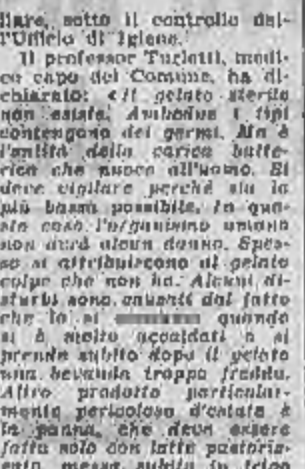 liare, sotto il controllo del-
l'Ufficio di Igiene.
Il professor Turletti, medi-
co capo del Comune, ha di-
chiarato: «Il gelato sterile
non esiste. Ambedue i tipi
contengono dei germi. Ma è
l'entità della carica batte-
rica che nuoce all'uomo. Si
deve vigilare perché sia la
più bassa possibile. In que-
sto caso l'organismo umano
non avrà alcun danno. Spes-
so si attribuiscono al gelato
colpe che non ha. Alcuni di-
sturbi sono causati dal fatto
che lo si quando
si è molto accaldati o si
prende subito dopo il gelato
una bevanda troppo fredda.
Altro prodotto particolar-
mente pericoloso d'estate è
la panna, che deve essere
fatta solo con latte pastoriz-
messa subito in